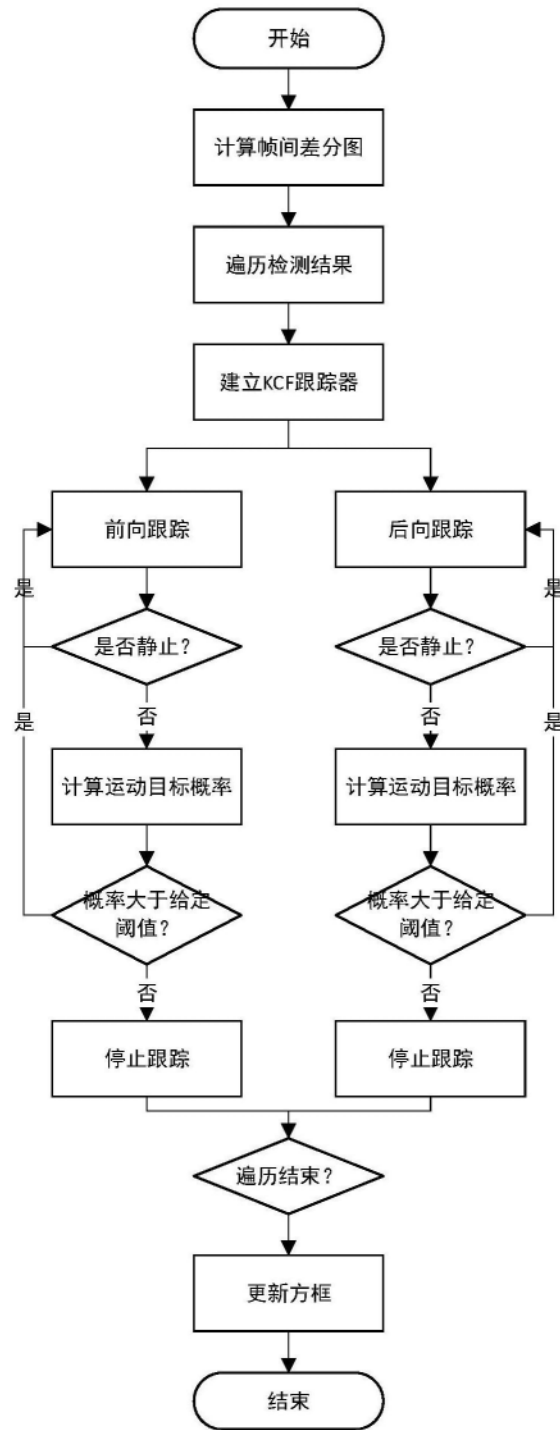 开始
计算帧间差分图
遍历检测结果
建立KCF跟踪器
前向跟踪
后向跟踪
是
是
是否静止?
是否静止?
是
否
否
是
计算运动目标概率
计算运动目标概率
概率大于给定
阈值?
概率大于给定
阈值?
否
否
停止跟踪
停止跟踪
遍历结束?
更新方框
结束